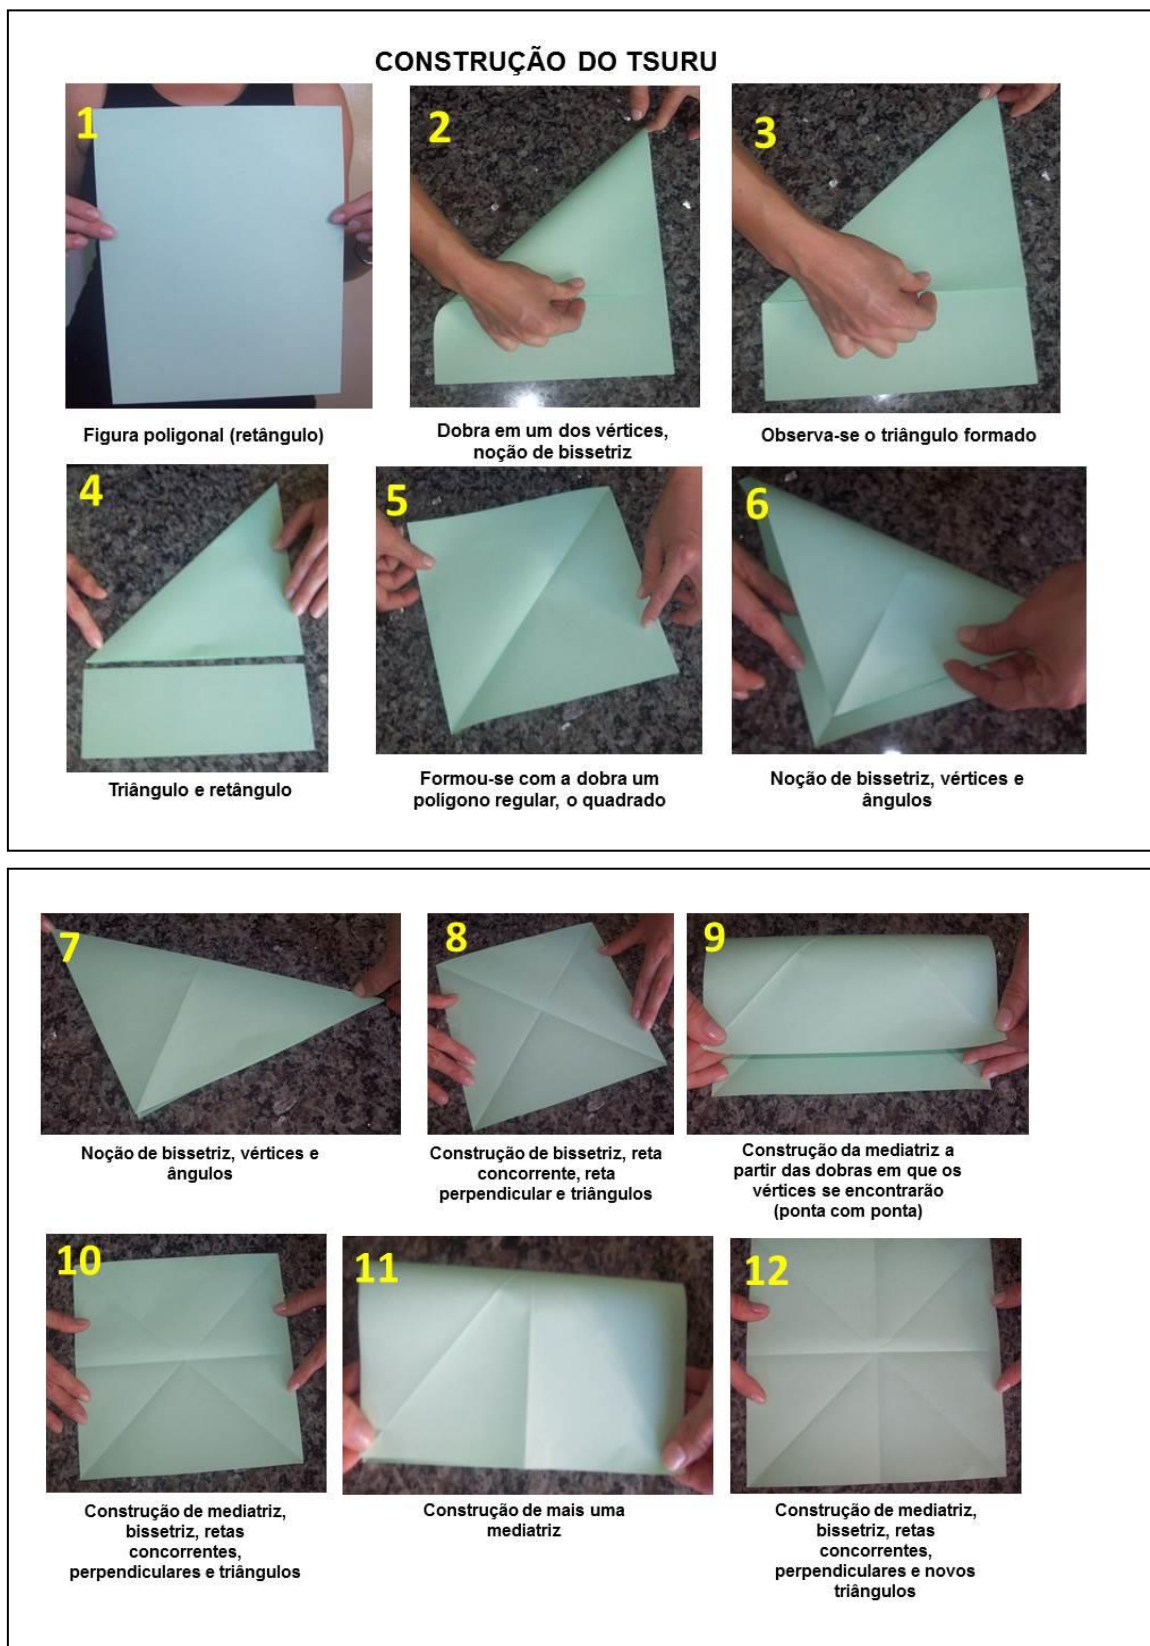 CONSTRUÇÃO DO TSURU
1
2
3
Figura poligonal (retângulo)
Dobra em um dos vértices,
noção de bissetriz
Observa-se o triângulo formado
4
5
6
Triângulo e retângulo
Formou-se com a dobra um
polígono regular, o quadrado
Noção de bissetriz, vértices e
ângulos
7
8
9
Noção de bissetriz, vértices e
ângulos
Construção de bissetriz, reta
concorrente, reta
perpendicular e triângulos
Construção da mediatriz a
partir das dobras em que os
vértices se encontrarão
(ponta com ponta)
10
11
12
Construção de mediatriz,
bissetriz, retas
concorrentes,
perpendiculares e triângulos
Construção de mais uma
mediatriz
Construção de mediatriz,
bissetriz, retas
concorrentes,
perpendiculares e novos
triângulos